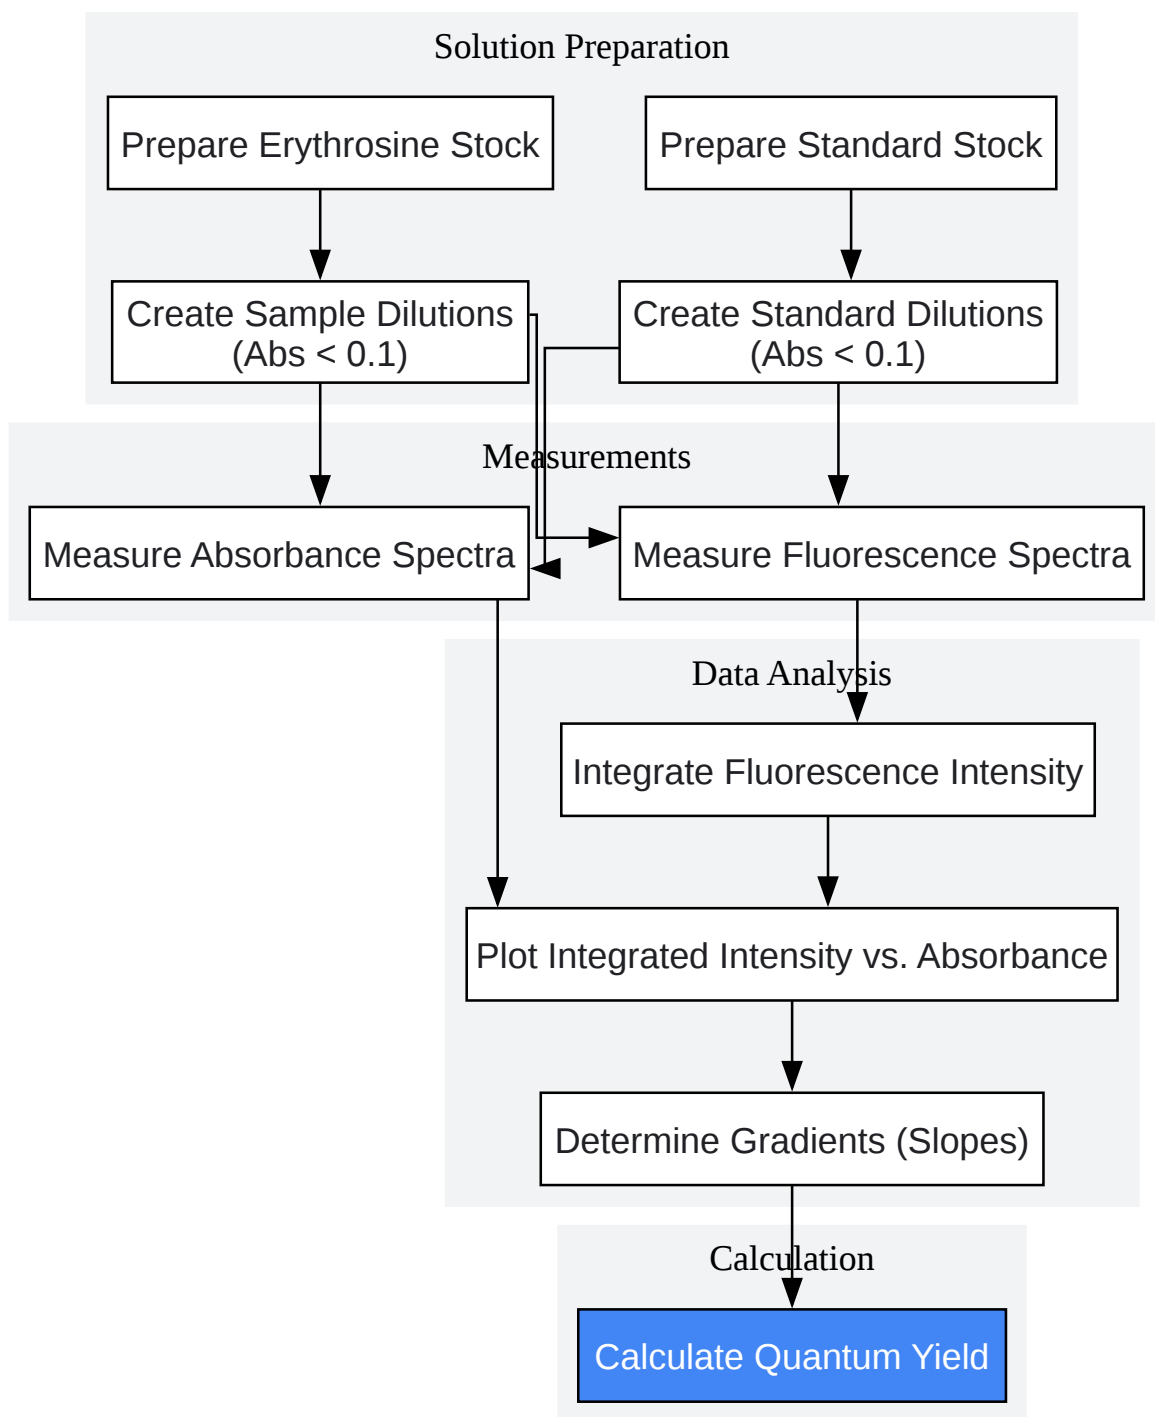 Solution Preparation
Prepare Erythrosine Stock
Prepare Standard Stock
Create Sample Dilutions
(Abs < 0.1)
Create Standard Dilutions
(Abs < 0.1)
Measurements
Measure Absorbance Spectra
Measure Fluorescence Spectra
Data Analysis
Integrate Fluorescence Intensity
Plot Integrated Intensity vs. Absorbance
Determine Gradients (Slopes)
Calculation
Calculate Quantum Yield